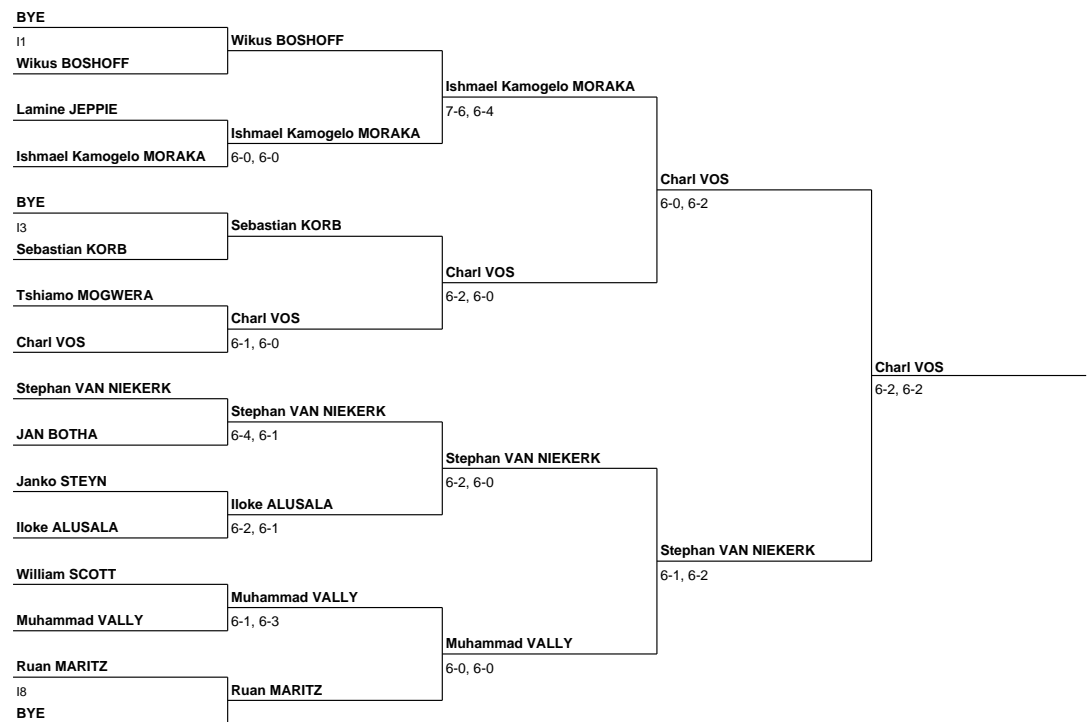 BYE
I1
Wikus BOSHOFF
Lamine JEPPIE
Ishmael Kamogelo MORAKA
BYE
I3
Sebastian KORB
Tshiamo MOGWERA
Charl VOS
Stephan VAN NIEKERK
JAN BOTHA
Janko STEYN
Iloke ALUSALA
William SCOTT
Muhammad VALLY
Ruan MARITZ
I8
BYE
Wikus BOSHOFF
Ishmael Kamogelo MORAKA
6-0, 6-0
Sebastian KORB
Charl VOS
6-1, 6-0
Stephan VAN NIEKERK
6-4, 6-1
Iloke ALUSALA
6-2, 6-1
Muhammad VALLY
6-1, 6-3
Ruan MARITZ
Ishmael Kamogelo MORAKA
7-6, 6-4
Charl VOS
6-2, 6-0
Stephan VAN NIEKERK
6-2, 6-0
Muhammad VALLY
6-0, 6-0
Charl VOS
6-0, 6-2
Stephan VAN NIEKERK
6-1, 6-2
Charl VOS
6-2, 6-2